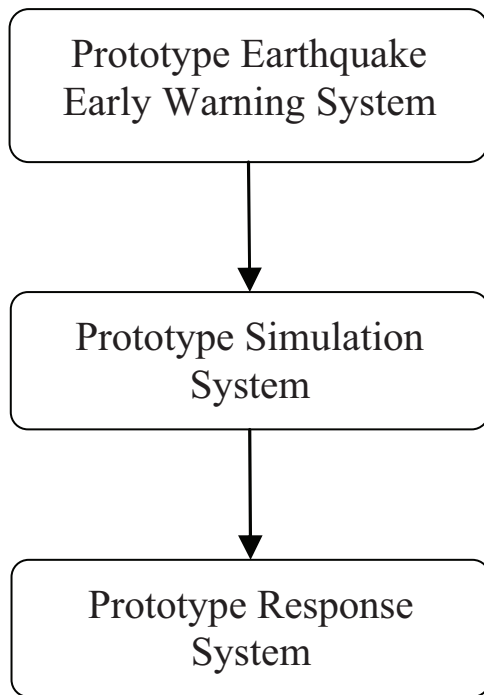 Prototype Earthquake
Early Warning System
Prototype Simulation
System
Prototype Response
System